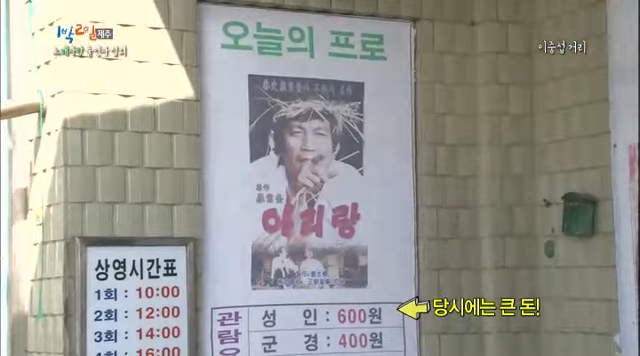 1박2일 제주
이중섭 거리
오늘의 프로
아리랑
상영시간표
1회 : 10:00
2회 : 12:00
3회 : 14:00
4회 : 16:00
관람
성 인 : 600원
군 경 : 400원
당시에는 큰 돈!